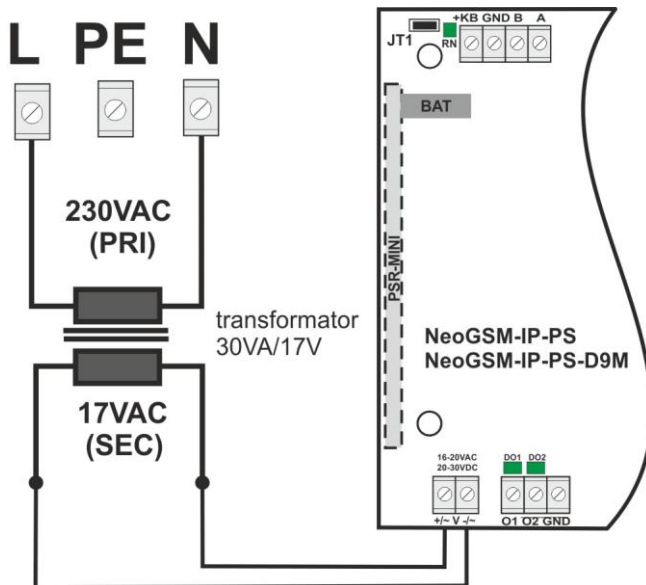 L PE N
230VAC
(PRI)
transformator
30VA/17V
17VAC
(SEC)
+KB GND B A
JT1
RN
BAT
PSR-MINI
NeoGSM-IP-PS
NeoGSM-IP-PS-D9M
16-20VAC
20-30VDC
DO1 DO2
+/~ V -/~
O1 O2 GND